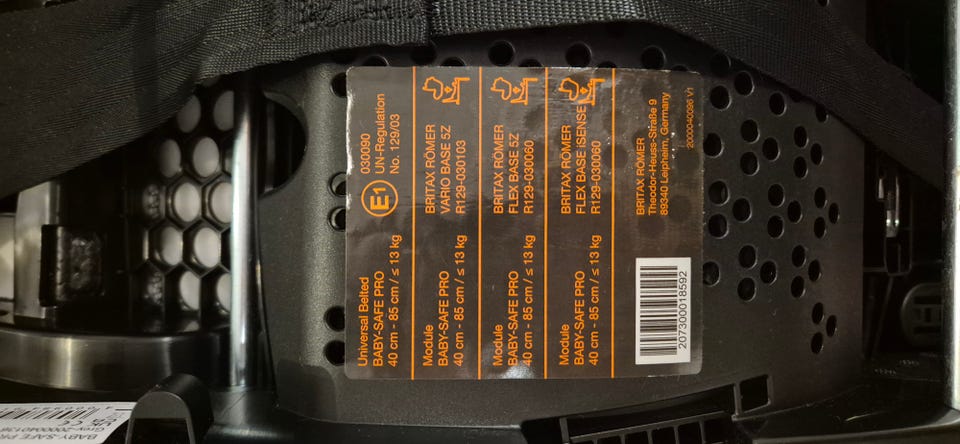 Universal Belted
BABY-SAFE PRO
40 cm - 85 cm / ≤ 13 kg
E1
030090
UN-Regulation
No. 129/03
Module
BABY-SAFE PRO
40 cm - 85 cm / ≤ 13 kg
BRITAX RÖMER
VARIO BASE 5Z
R129-030103
Module
BABY-SAFE PRO
40 cm - 85 cm / ≤ 13 kg
BRITAX RÖMER
FLEX BASE 5Z
R129-030060
Module
BABY-SAFE PRO
40 cm - 85 cm / ≤ 13 kg
BRITAX RÖMER
FLEX BASE iSENSE
R129-030060
BRITAX RÖMER
Theodor-Heuss-Straße 9
89340 Leipheim, Germany
2000040096 V1
2073000018592
BABY-SAFE PR